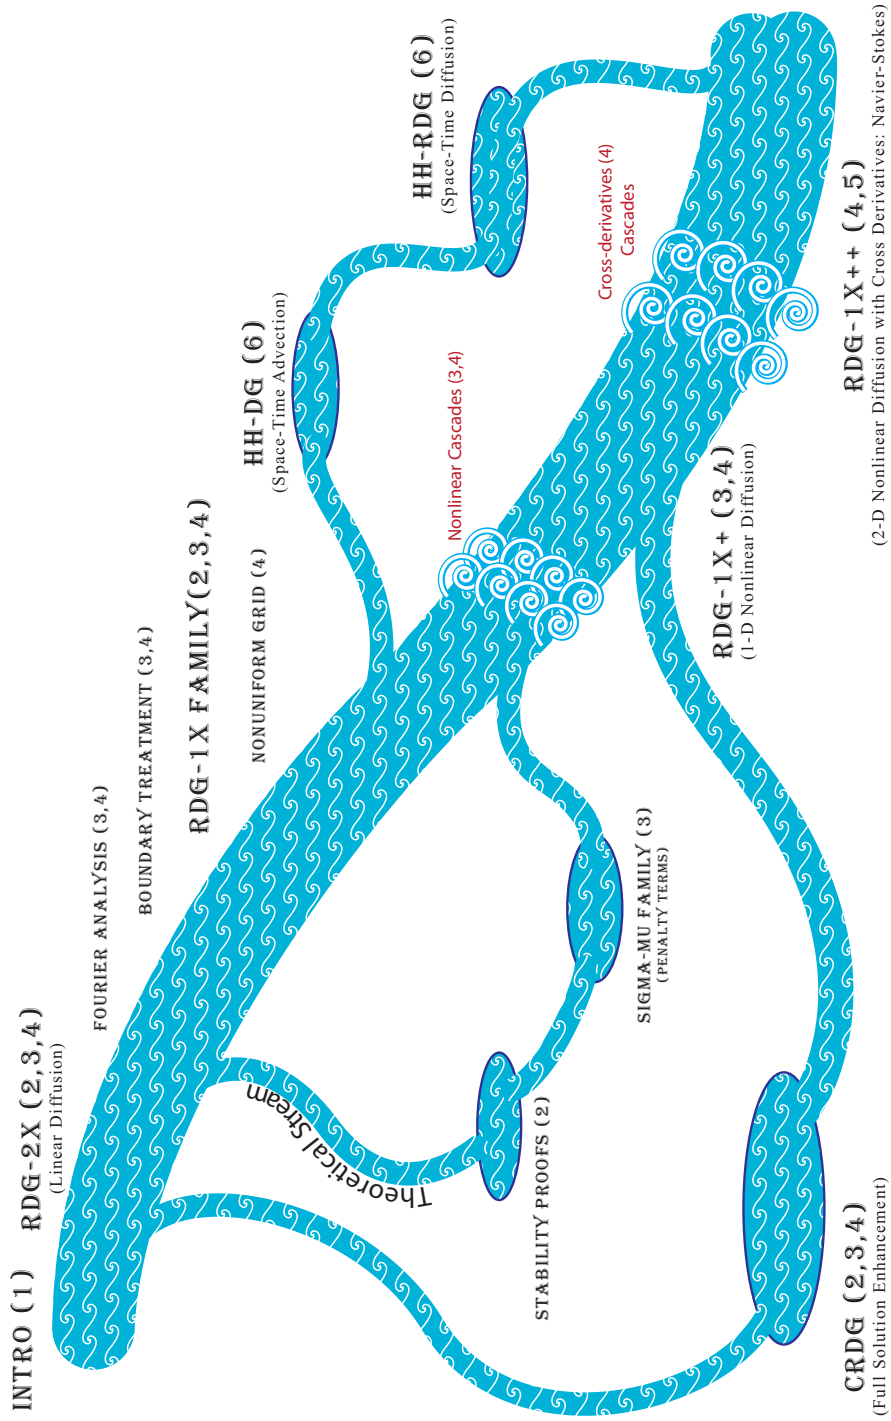 INTRO (1)
RDG-2X (2,3,4)
(Linear Diffusion)
FOURIER ANALYSIS (3,4)
BOUNDARY TREATMENT (3,4)
RDG-1X FAMILY(2,3,4)
NONUNIFORM GRID (4)
HH-DG (6)
(Space-Time Advection)
HH-RDG (6)
(Space-Time Diffusion)
Theoretical Stream
Nonlinear Cascades (3,4)
Cross-derivatives (4)
Cascades
STABILITY PROOFS (2)
SIGMA-MU FAMILY (3)
(PENALTY TERMS)
RDG-1X+ (3,4)
(1-D Nonlinear Diffusion)
CRDG (2,3,4)
(Full Solution Enhancement)
RDG-1X++ (4,5)
(2-D Nonlinear Diffusion with Cross Derivatives: Navier-Stokes)